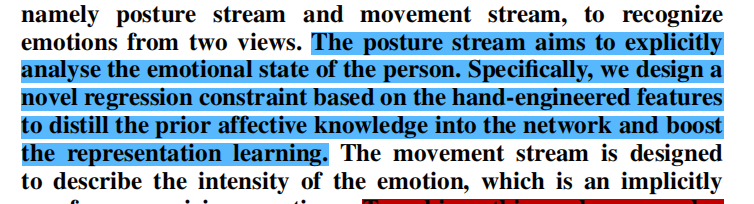 namely posture stream and movement stream, to recognize
emotions from two views. The posture stream aims to explicitly
analyse the emotional state of the person. Specifically, we design a
novel regression constraint based on the hand-engineered features
to distill the prior affective knowledge into the network and boost
the representation learning. The movement stream is designed
to describe the intensity of the emotion, which is an implicitly